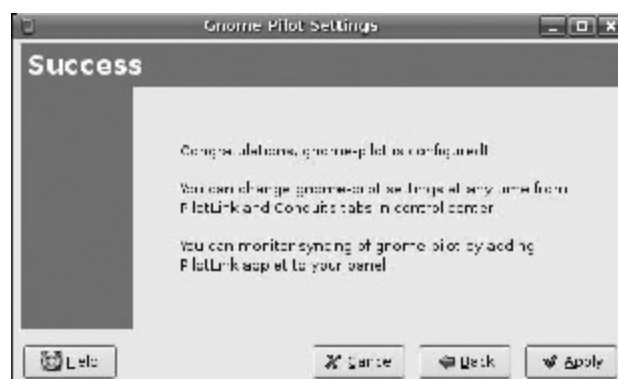 Gnome Pilot Settings
Success
Congratulations, gnome-pilot is configured!
You can change gnome-pilot settings at any time from
PilotLink and Conduits tabs in control center
You can monitor syncing of gnome-pilot by adding
PilotLink applet to your panel
Help
Cancel
Back
Apply